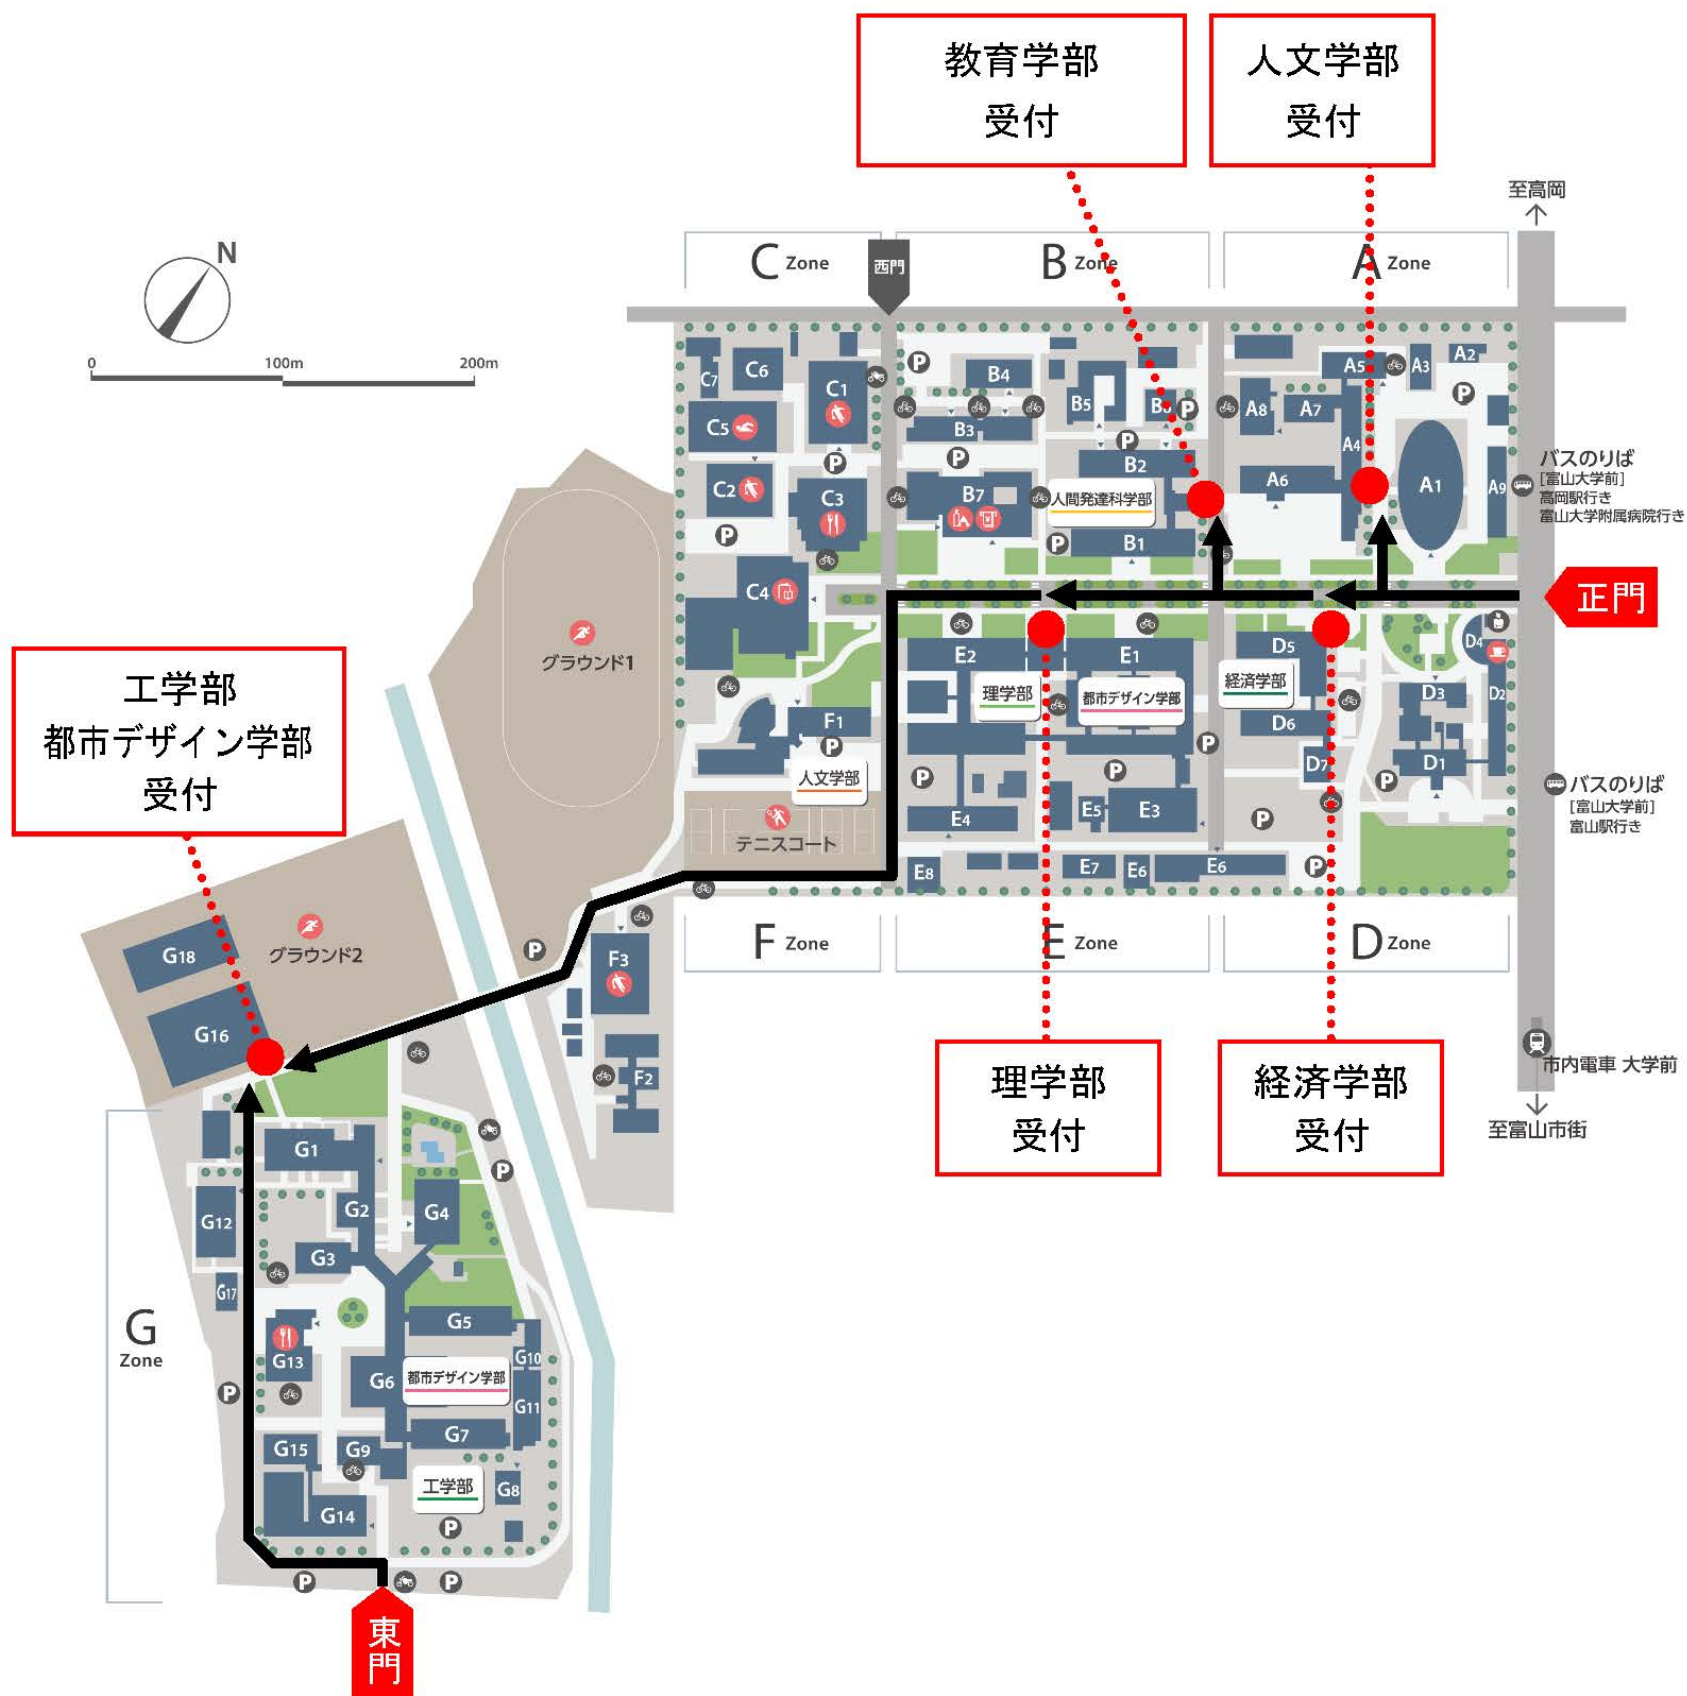 教育学部
受付
人文学部
受付
至高岡
N
0
100m
200m
C Zone
西門
B Zone
A Zone
C7
C6
C1
C5
C2
C3
C4
P
P
P
B4
B5
B3
B2
B7
人間発達科学部
B1
P
P
P
P
P
A5
A3
A2
A8
A7
A4
A6
A1
A9
P
バスのりば
[富山大学前]
高岡駅行き
富山大学附属病院行き
正門
グラウンド1
工学部
都市デザイン学部
受付
F1
P
人文学部
テニスコート
E2
E1
理学部
都市デザイン学部
P
P
P
E4
E5
E3
E8
E7
E6
E6
D5
経済学部
D6
D7
D4
D3
D2
D1
P
P
P
バスのりば
[富山大学前]
富山駅行き
F Zone
E Zone
D Zone
グラウンド2
G18
G16
P
F3
F2
理学部
受付
経済学部
受付
市内電車 大学前
至富山市街
G
Zone
G1
G2
G4
G12
G3
G17
P
G5
G10
G13
G6
都市デザイン学部
G11
P
G7
G15
G9
工学部
G8
G14
P
P
P
東門